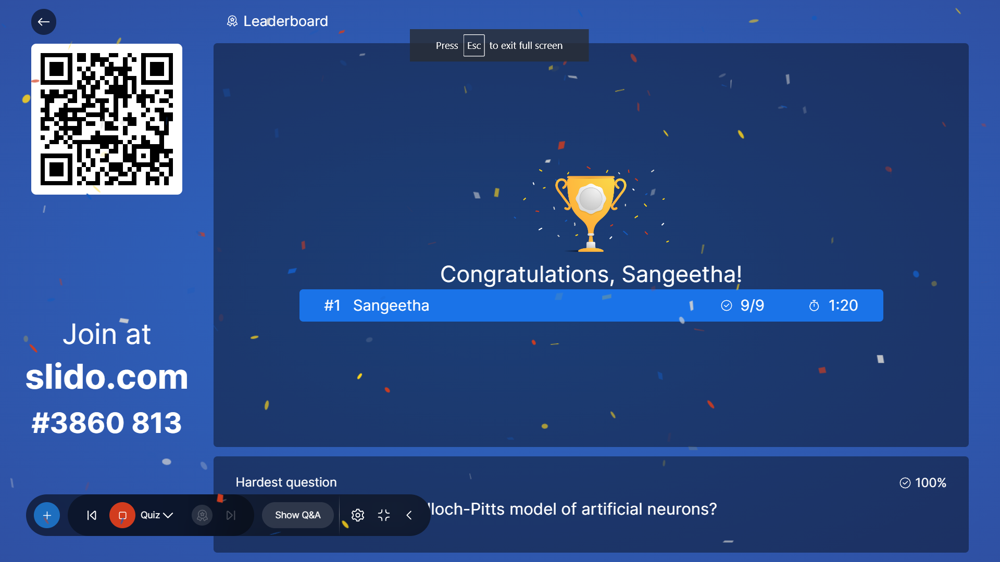 Leaderboard
Press Esc to exit full screen
Congratulations, Sangeetha!
#1 Sangeetha 9/9 1:20
Join at
slido.com
#3860 813
Hardest question 100%
lloch-Pitts model of artificial neurons?
Quiz
Show Q&A